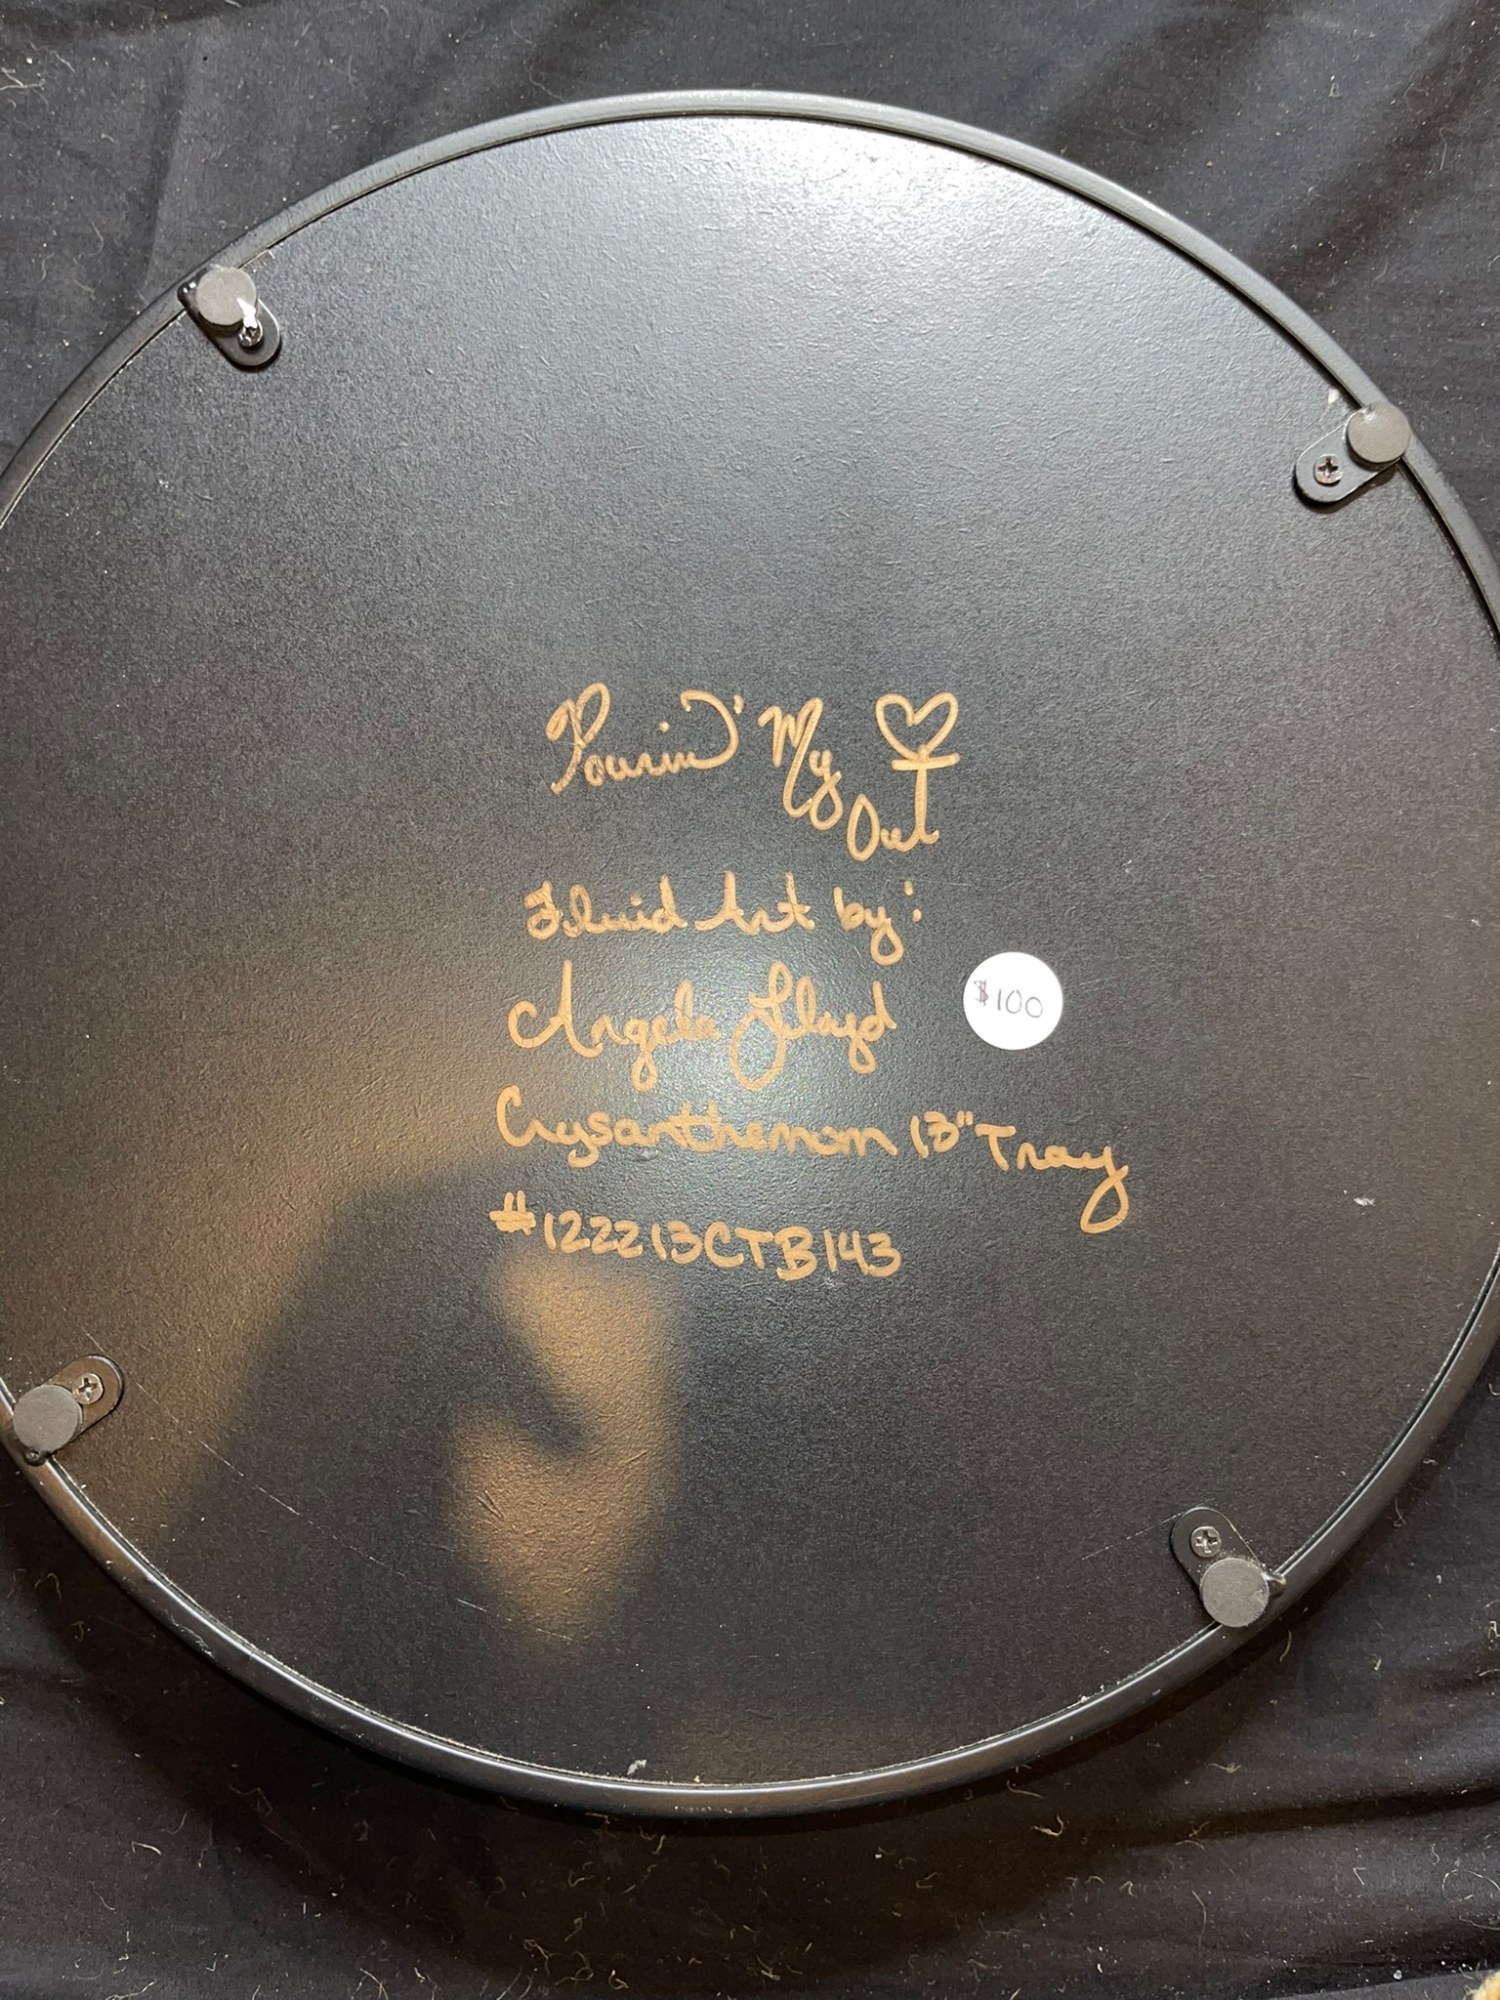 Pourin' My ♡
Out
Fluid Art by:
Angela Lloyd
$100
Crysanthemom 13" Tray
#122213CTB143